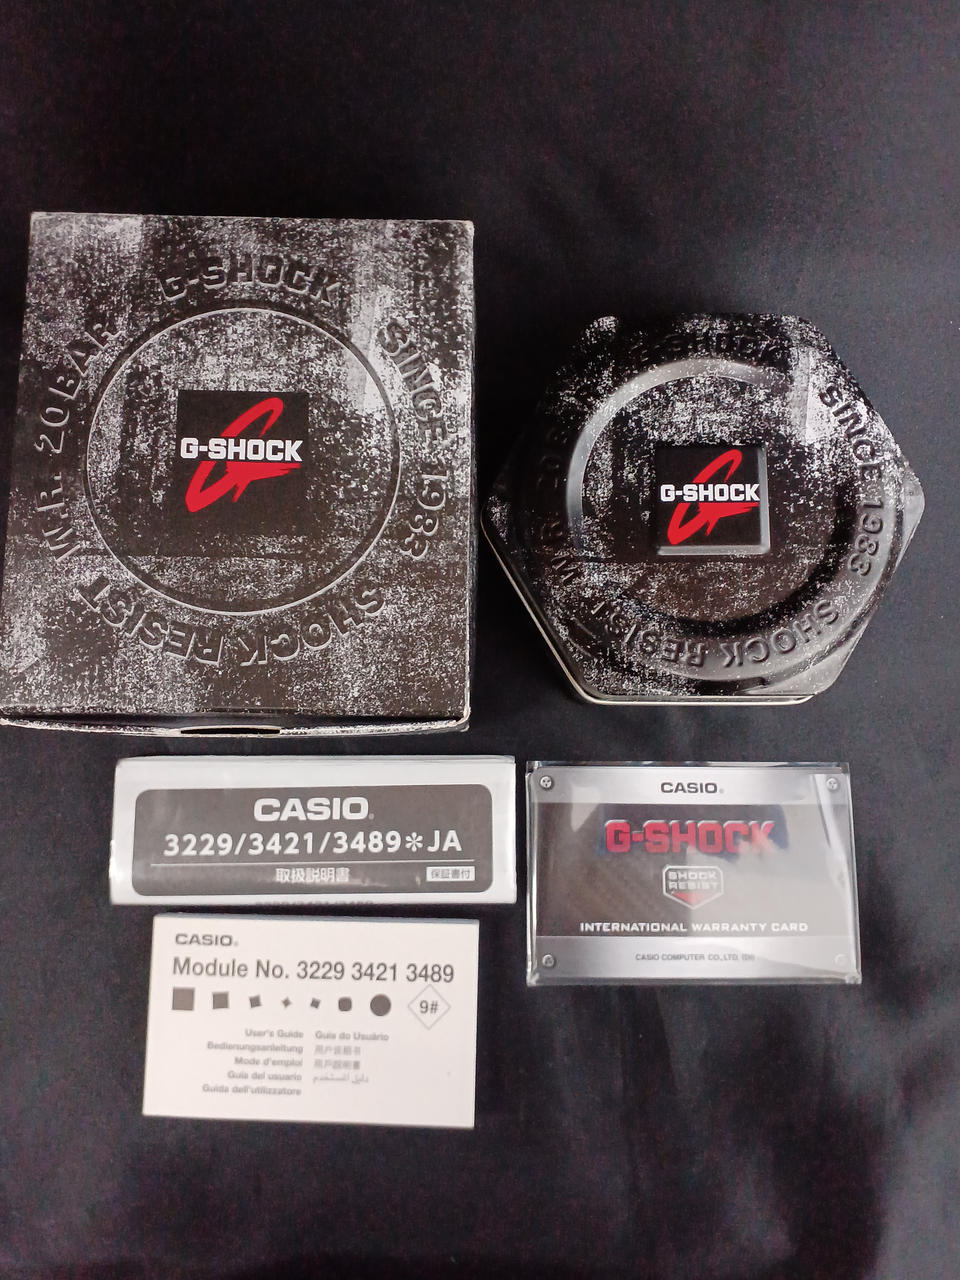 G-SHOCK
SINCE 1983
SHOCK RESIST
W.R. 20BAR
G-SHOCK
G-SHOCK
SINCE 1983
SHOCK RESIST
W.R. 20
G-SHOCK
CASIO®
3229/3421/3489＊JA
取扱説明書
保証書付
CASIO®
G-SHOCK
SHOCK
RESIST
INTERNATIONAL WARRANTY CARD
CASIO COMPUTER CO.,LTD.
CASIO®
Module No. 3229 3421 3489
9#
User's Guide Guia do Usuário
Bedienungsanleitung 用户说明书
Mode d'emploi 用戶說明書
Guía del usuario دليل المستخدم
Guida dell'utilizzatore